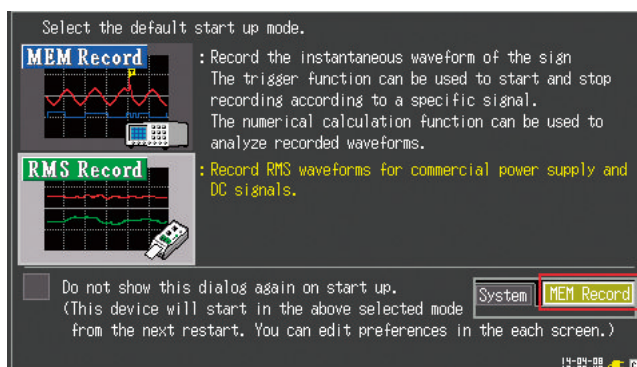 Select the default start up mode.
MEM Record
: Record the instantaneous waveform of the sign
The trigger function can be used to start and stop
recording according to a specific signal.
The numerical calculation function can be used to
analyze recorded waveforms.
RMS Record
: Record RMS waveforms for commercial power supply and
DC signals.
Do not show this dialog again on start up.
(This device will start in the above selected mode
from the next restart. You can edit preferences in the each screen.)
System
MEM Record